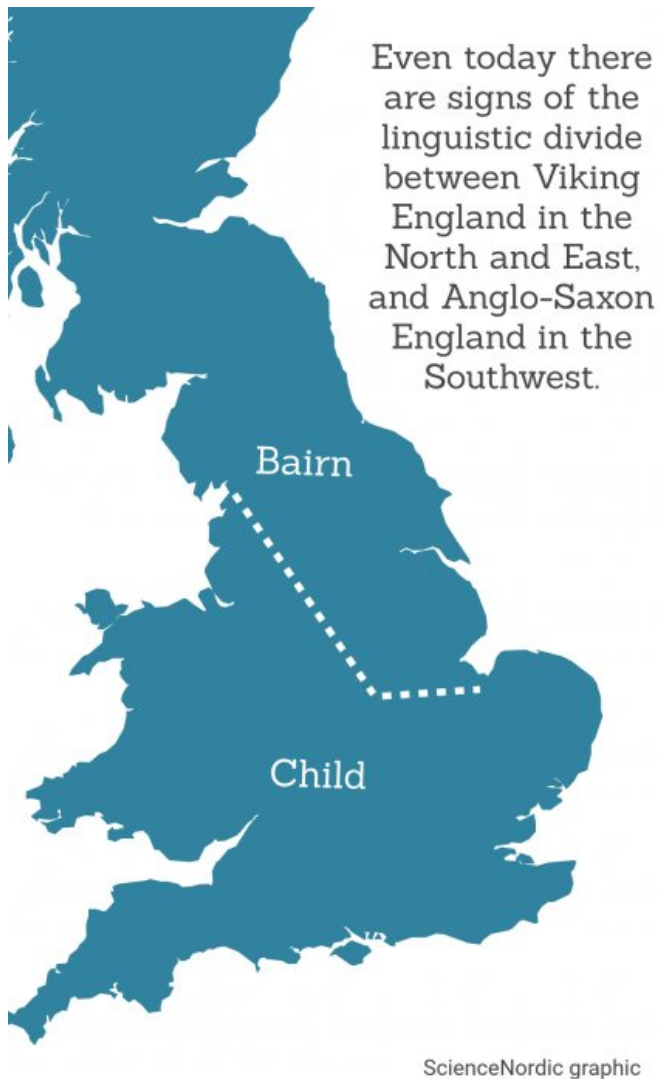 Even today there
are signs of the
linguistic divide
between Viking
England in the
North and East,
and Anglo-Saxon
England in the
Southwest.
Bairn
Child
ScienceNordic graphic